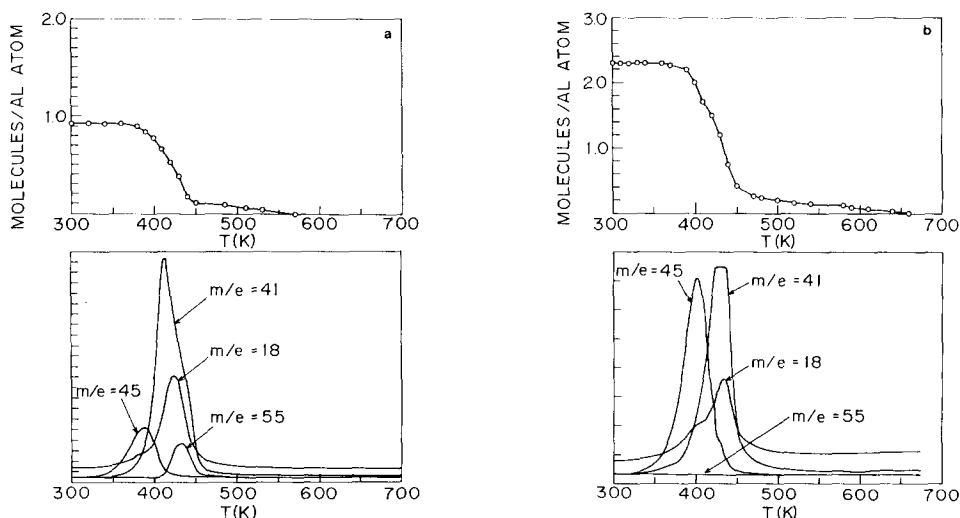 a
MOLECULES/AL ATOM
2.0
1.0
0
300 400 500 600 700
T(K)
m/e=41
m/e=18
m/e=45
m/e=55
300 400 500 600 700
T(K)
b
MOLECULES/AL ATOM
3.0
2.0
1.0
0
300 400 500 600 700
T(K)
m/e=45
m/e=41
m/e=18
m/e=55
300 400 500 600 700
T(K)